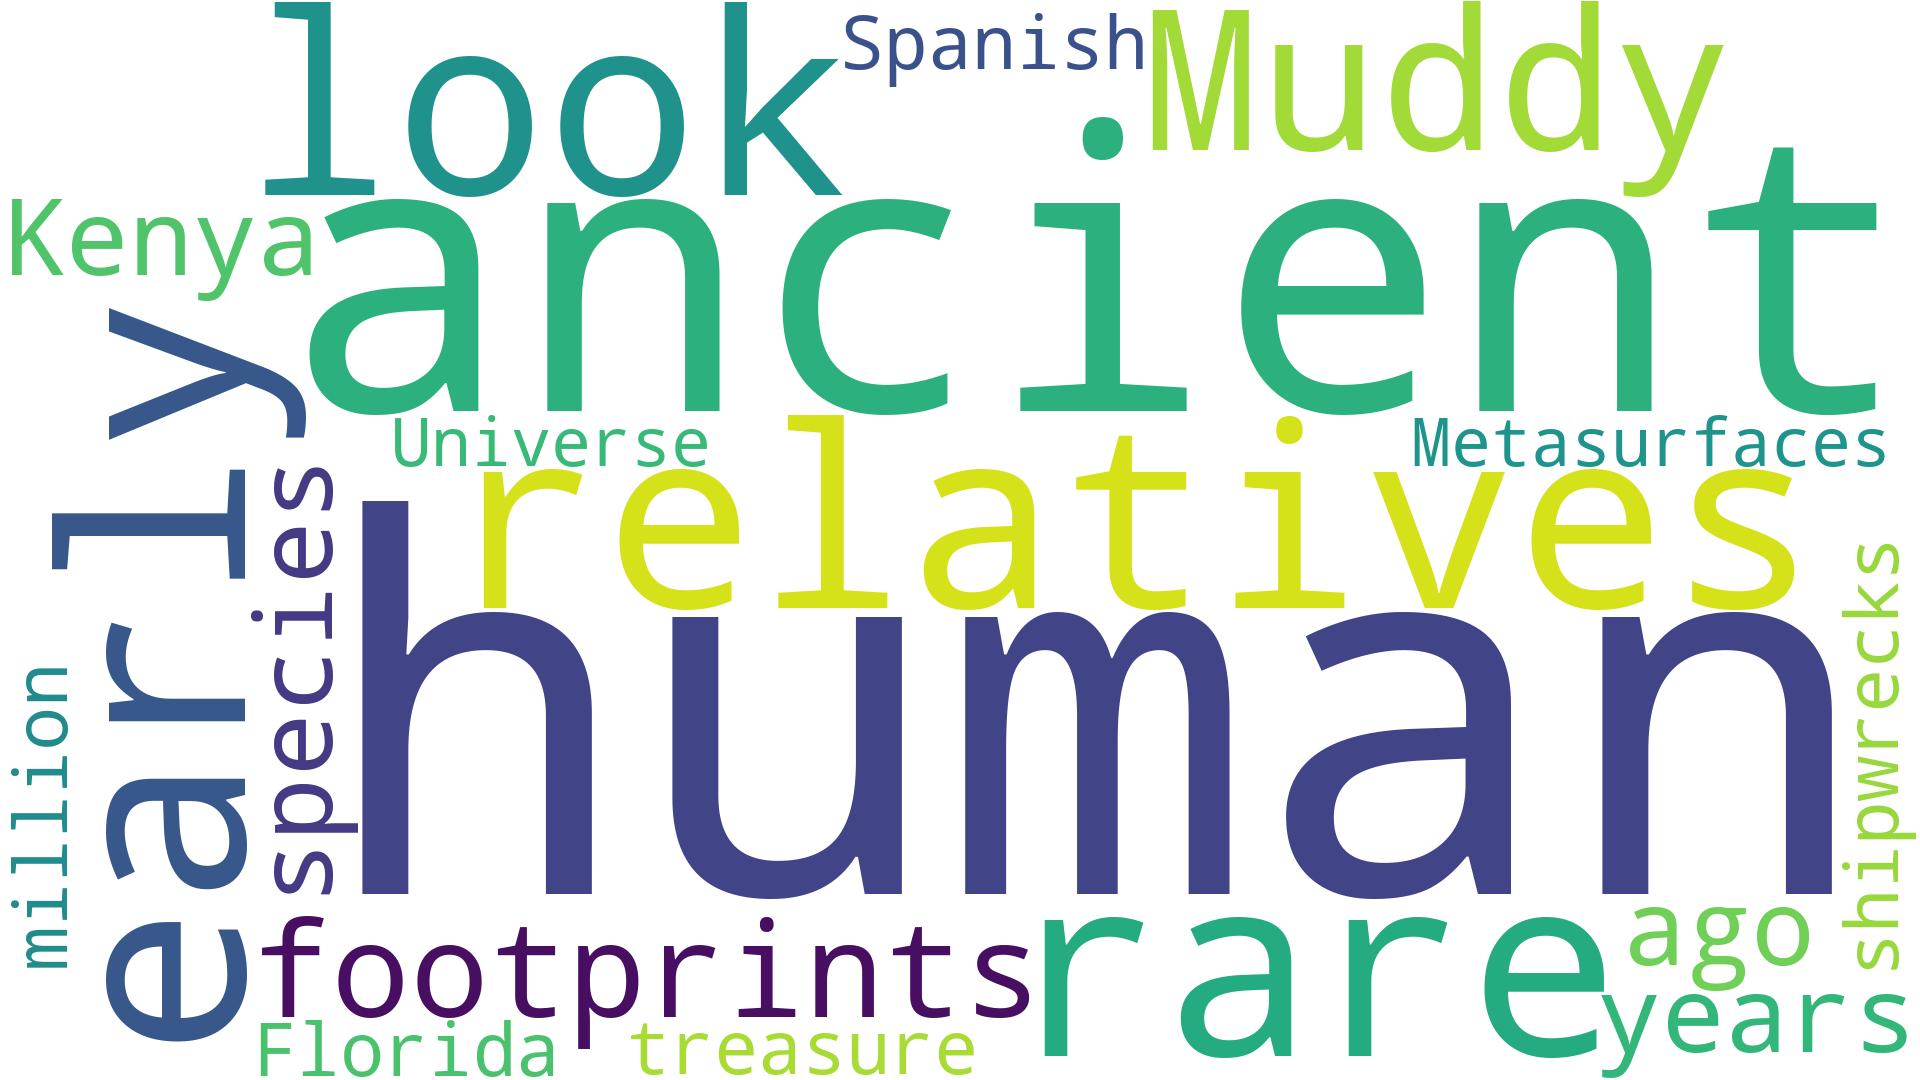 look
Spanish
Muddy
Kenya
ancient
early
Universe
Metasurfaces
relatives
species
human
shipwrecks
million
footprints
rare
ago
years
Florida
treasure